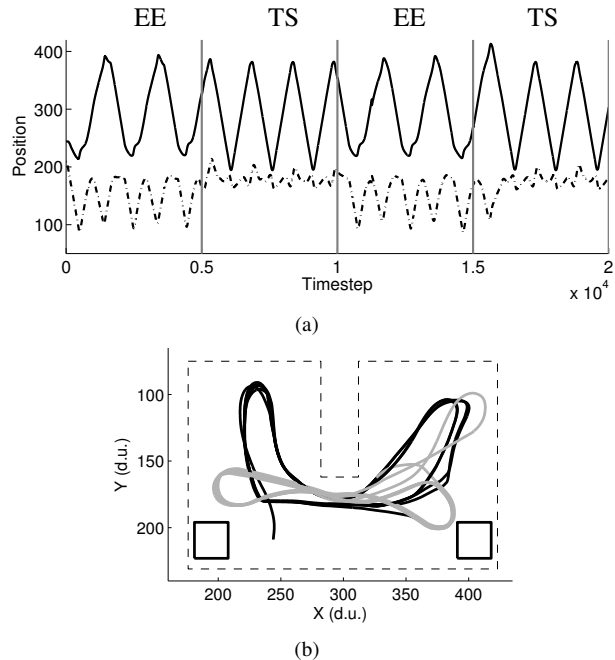 EE TS EE TS
400
300
200
100
Position
0 0.5 1 1.5 2
Timestep
x 10^4
(a)
100
150
200
Y (d.u.)
200 250 300 350 400
X (d.u.)
(b)